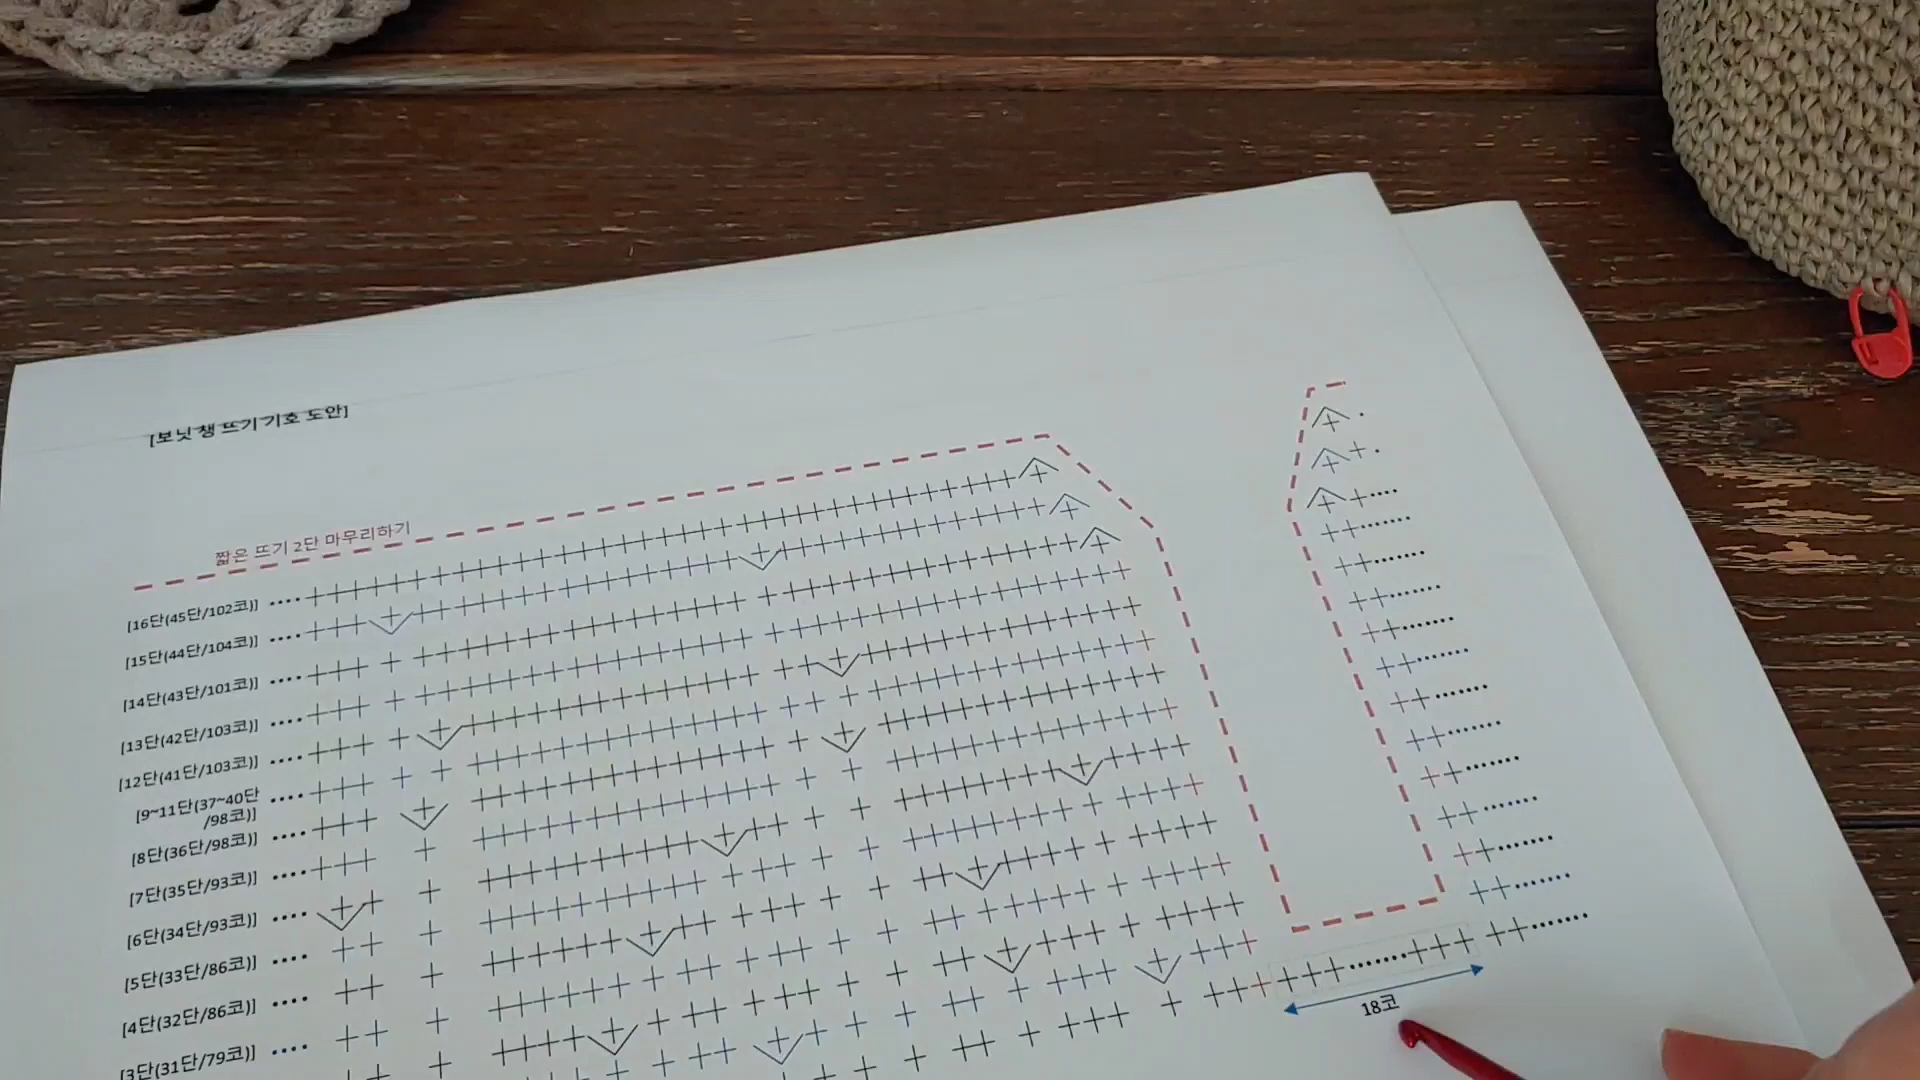 [보닛 챙 뜨기 기호 도안]
짧은 뜨기 2단 마무리하기
[16단(45단/102코)]
[15단(44단/104코)]
[14단(43단/101코)]
[13단(42단/103코)]
[12단(41단/103코)]
[9~11단(37~40단
/98코)]
[8단(36단/98코)]
[7단(35단/93코)]
[6단(34단/93코)]
[5단(33단/86코)]
[4단(32단/86코)]
[3단(31단/79코)]
18코